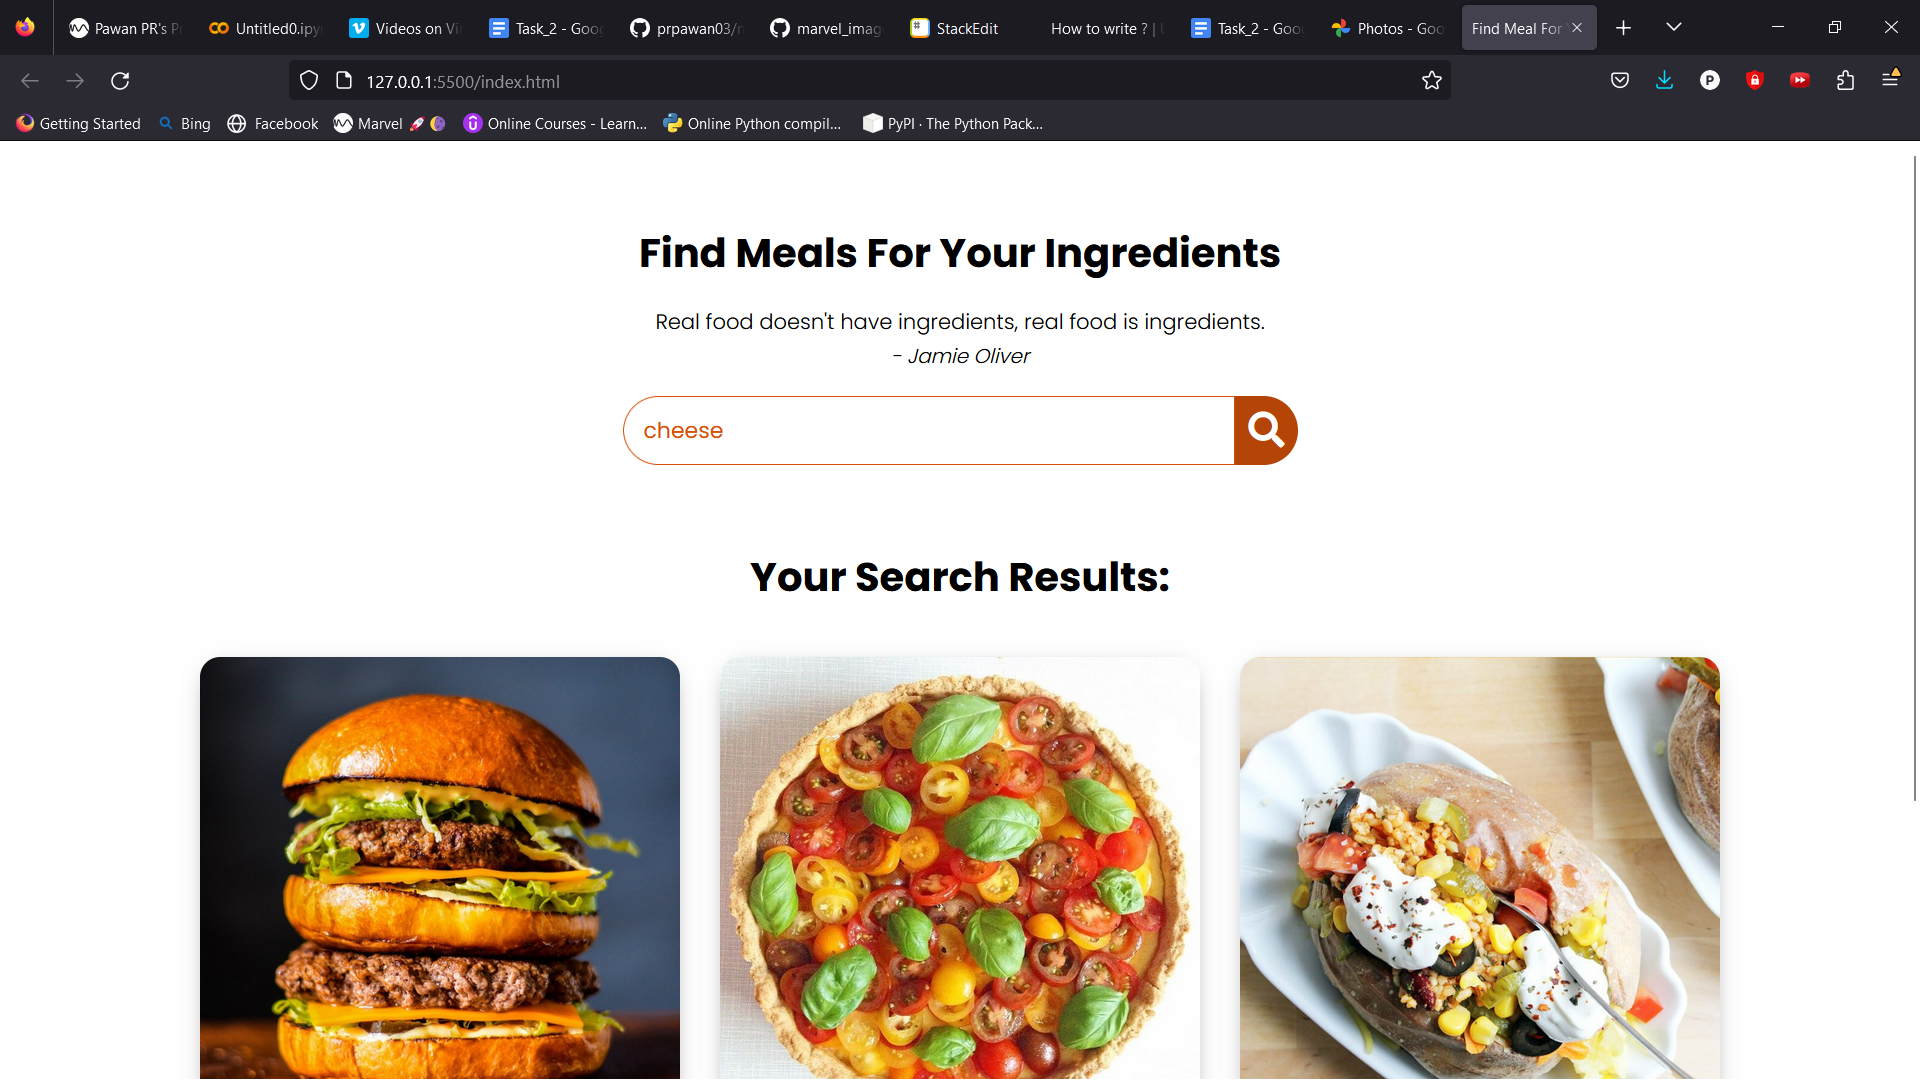 Pawan PR's P
Untitled0.ipy
Videos on Vi
Task_2 - Goo
prpawan03/
marvel_imag
StackEdit
How to write ? |
Task_2 - Goo
Photos - Goo
Find Meal For
127.0.0.1:5500/index.html
Getting Started
Bing
Facebook
Marvel 🚀 🌘
Online Courses - Learn...
Online Python compil...
PyPI · The Python Pack...
Find Meals For Your Ingredients
Real food doesn't have ingredients, real food is ingredients.
- Jamie Oliver
cheese
Your Search Results: